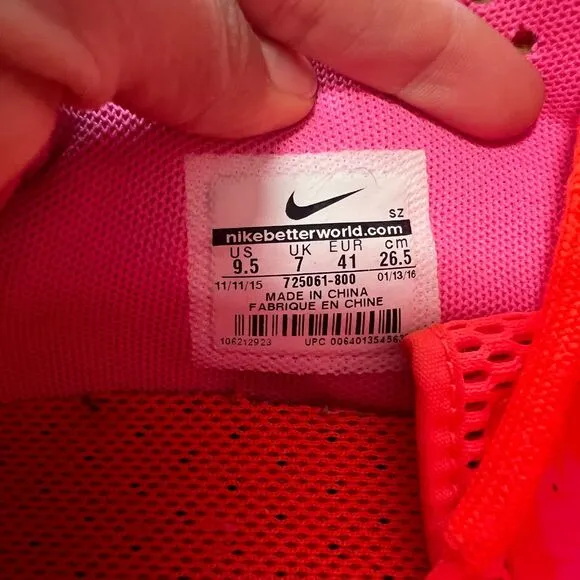 SZ
nikebetterworld.com
US UK EUR cm
9.5 7 41 26.5
11/11/15 725061-800 01/13/16
MADE IN CHINA
FABRIQUE EN CHINE
106212923 UPC